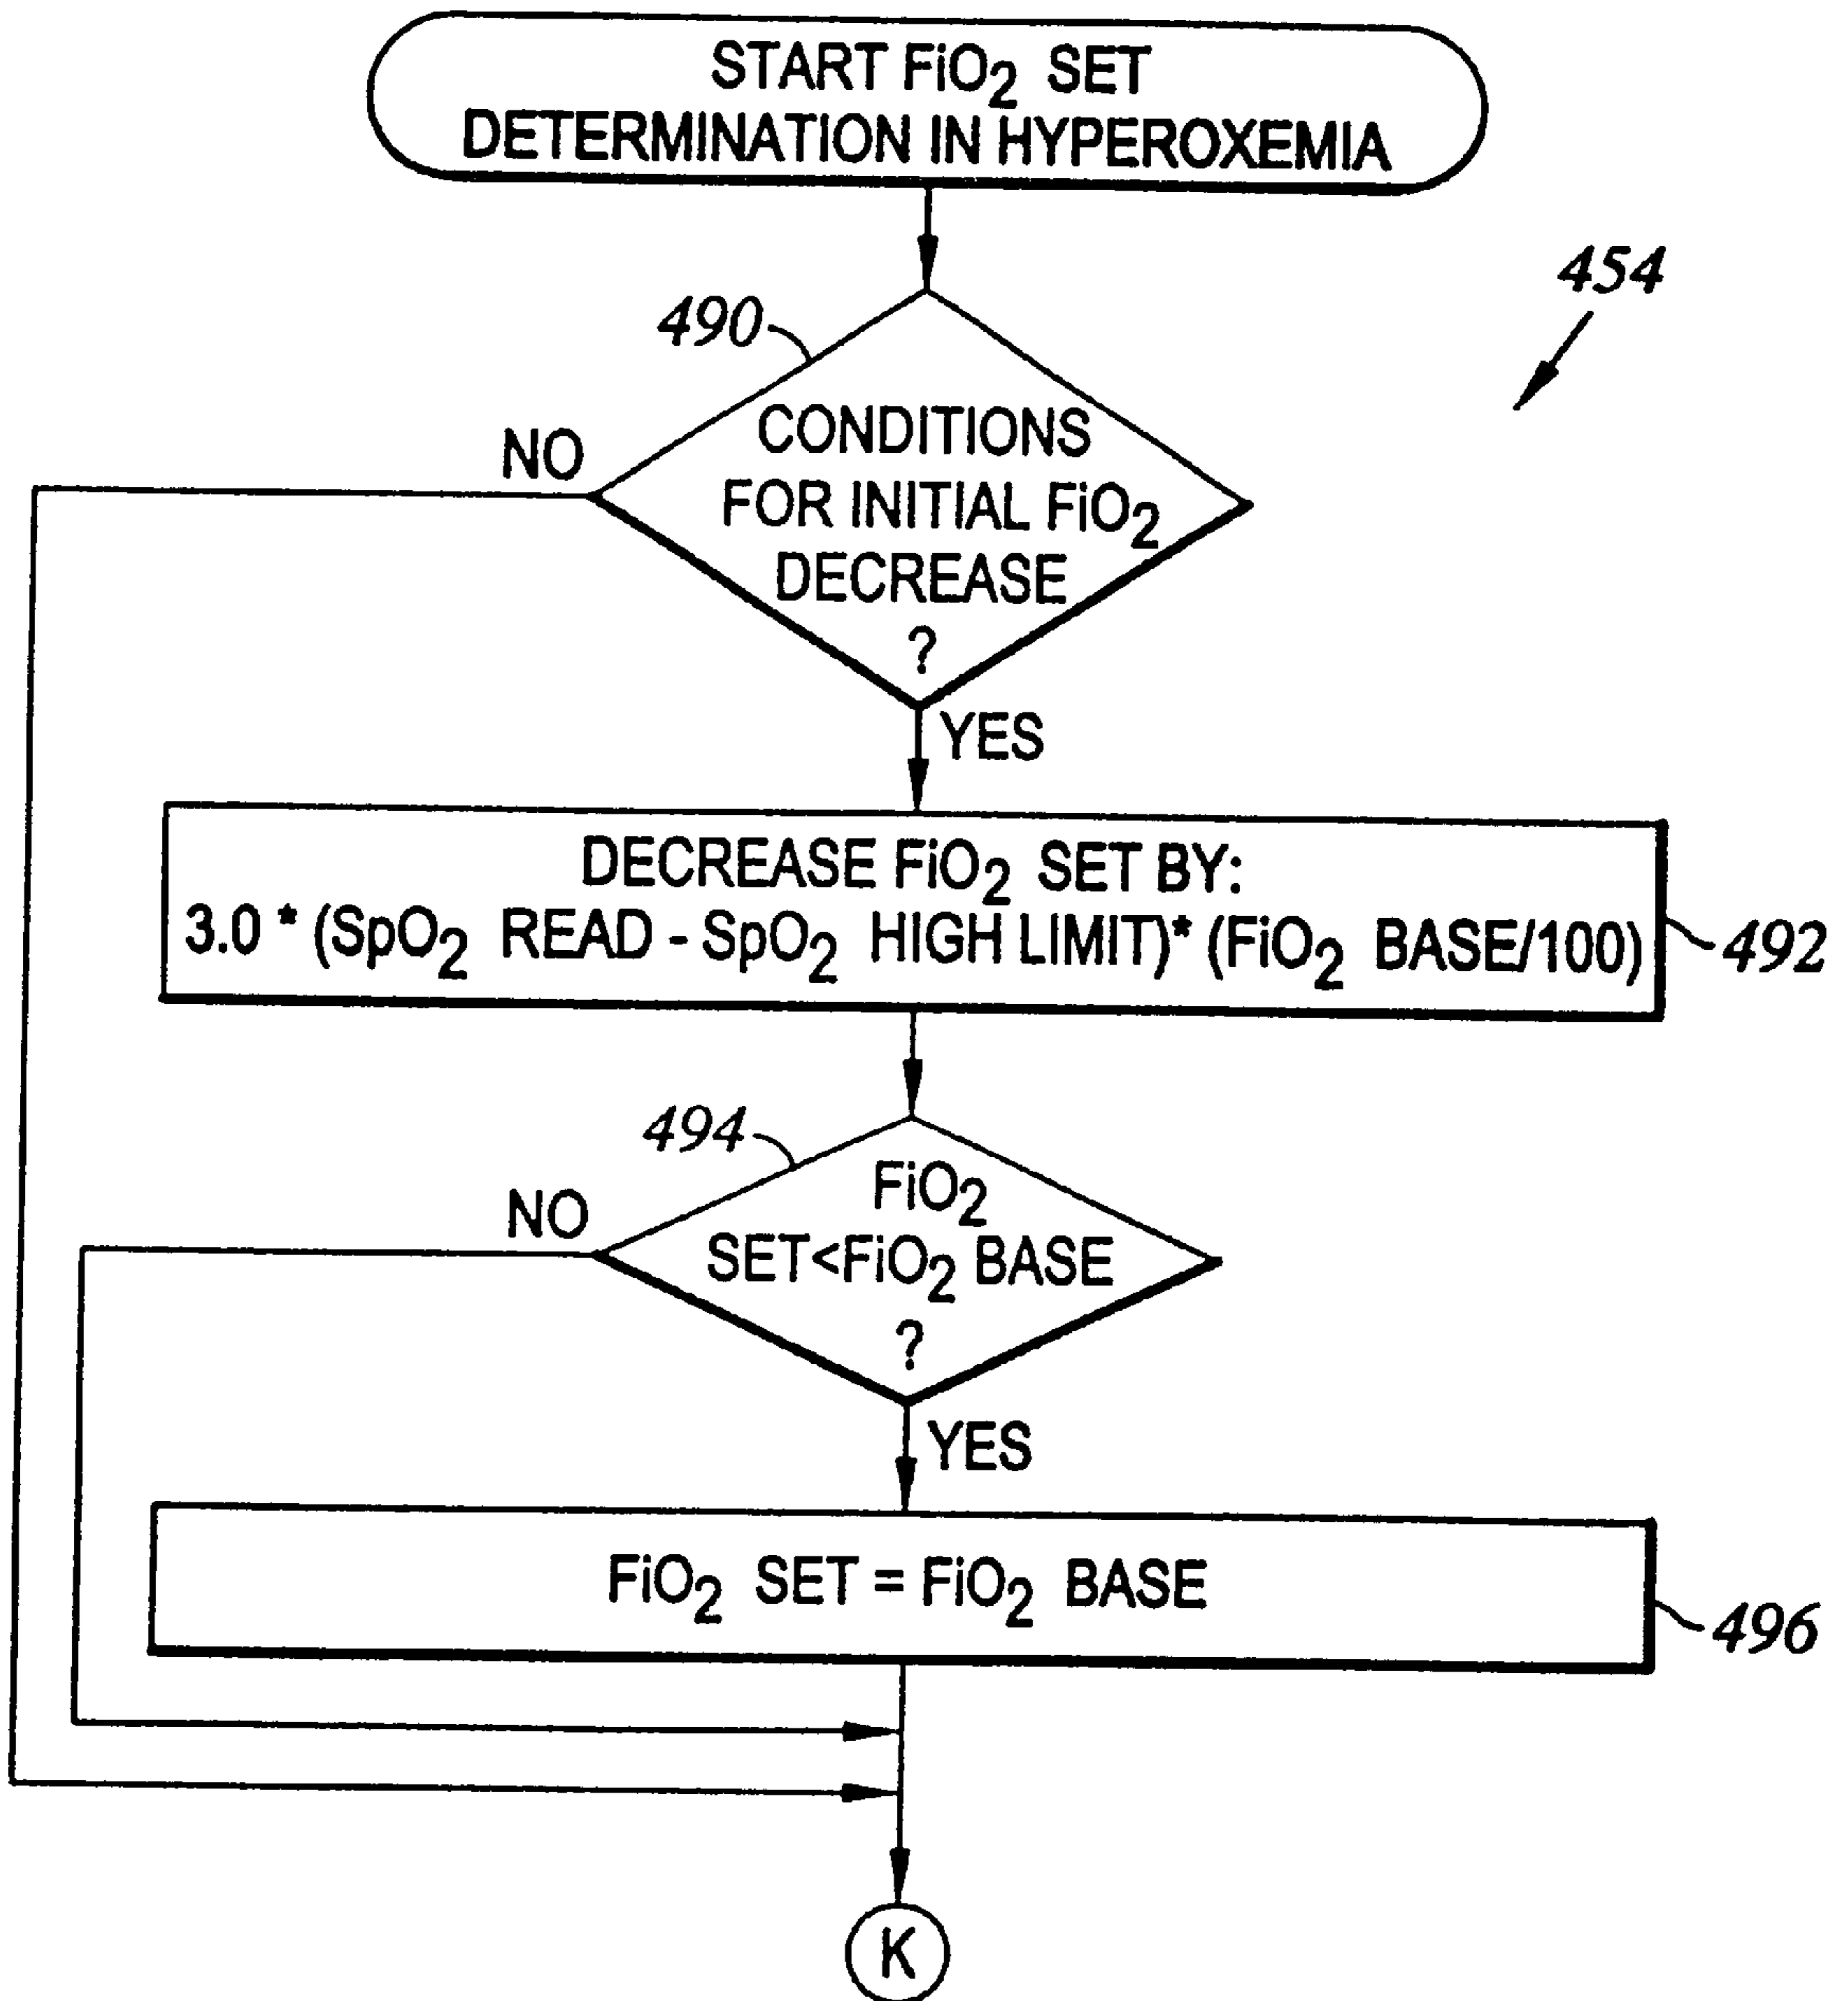 START FiO2 SET
DETERMINATION IN HYPEROXEMIA
454
490
CONDITIONS
NO
FOR INITIAL FiO2
DECREASE
?
YES
DECREASE FiO2 SET BY:
3.0 * (SpO2 READ - SpO2 HIGH LIMIT)* (FiO2 BASE/100)
492
494
FiO2
NO
SET<FiO2 BASE
?
YES
FiO2 SET = FiO2 BASE
496
K